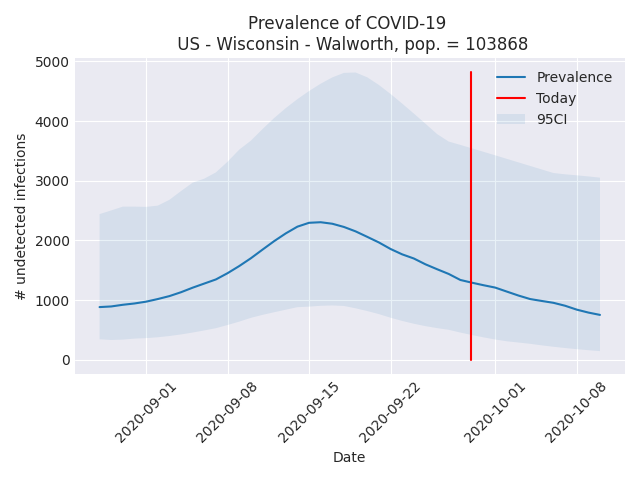 Prevalence of COVID-19
US - Wisconsin - Walworth, pop. = 103868
# undetected infections
5000
4000
3000
2000
1000
0
Prevalence
Today
95CI
2020-09-01
2020-09-08
2020-09-15
2020-09-22
2020-10-01
2020-10-08
Date